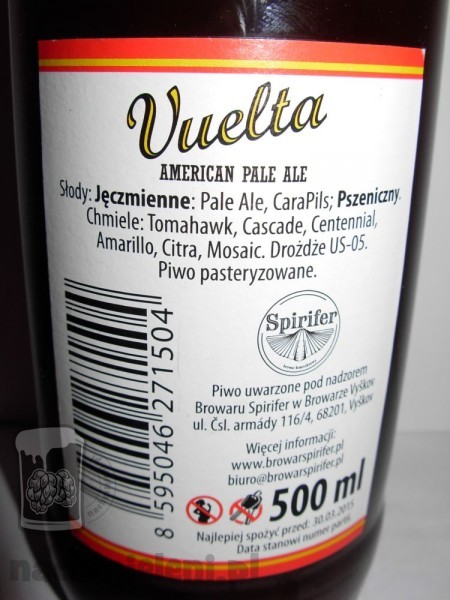 Vuelta
AMERICAN PALE ALE
Słody: Jęczmienne: Pale Ale, CaraPils; Pszeniczny.
Chmiele: Tomahawk, Cascade, Centennial,
Amarillo, Citra, Mosaic. Drożdże US-05.
Piwo pasteryzowane.
8 595046 271504
Spirifer
Piwo uwarzone pod nadzorem
Browaru Spirifer w Browarze Vyškov
ul. Čsl. armády 116/4, 68201, Vyškov
Więcej informacji:
www.browarspirifer.pl
biuro@browarspirifer.pl
500 ml
Najlepiej spożyć przed: 30.03.2015
Data stanowi numer partii.